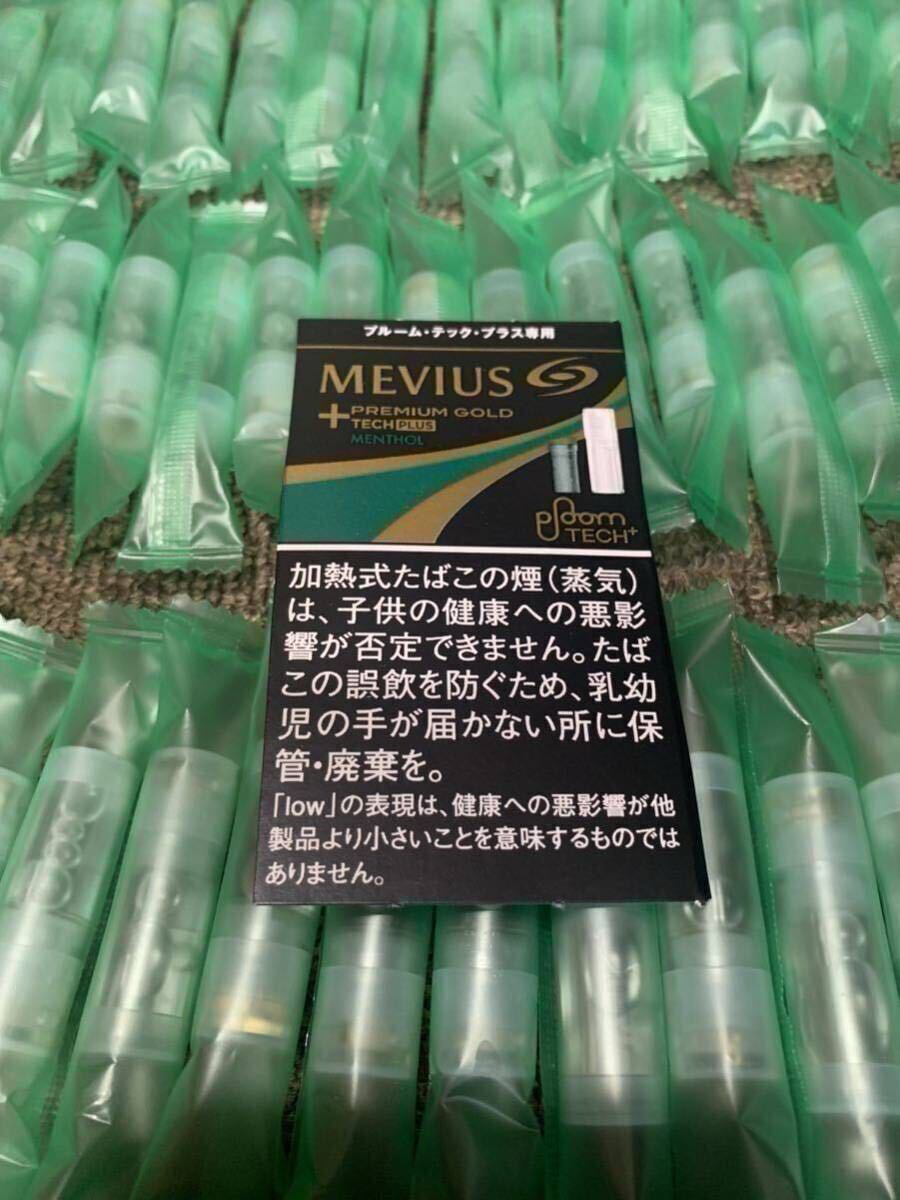 プルーム・テック・プラス専用
MEVIUS
+ PREMIUM GOLD
TECH PLUS
MENTHOL
Ploom
TECH+
加熱式たばこの煙（蒸気）
は、子供の健康への悪影
響が否定できません。たば
この誤飲を防ぐため、乳幼
児の手が届かない所に保
管・廃棄を。
「low」の表現は、健康への悪影響が他
製品より小さいことを意味するものでは
ありません。